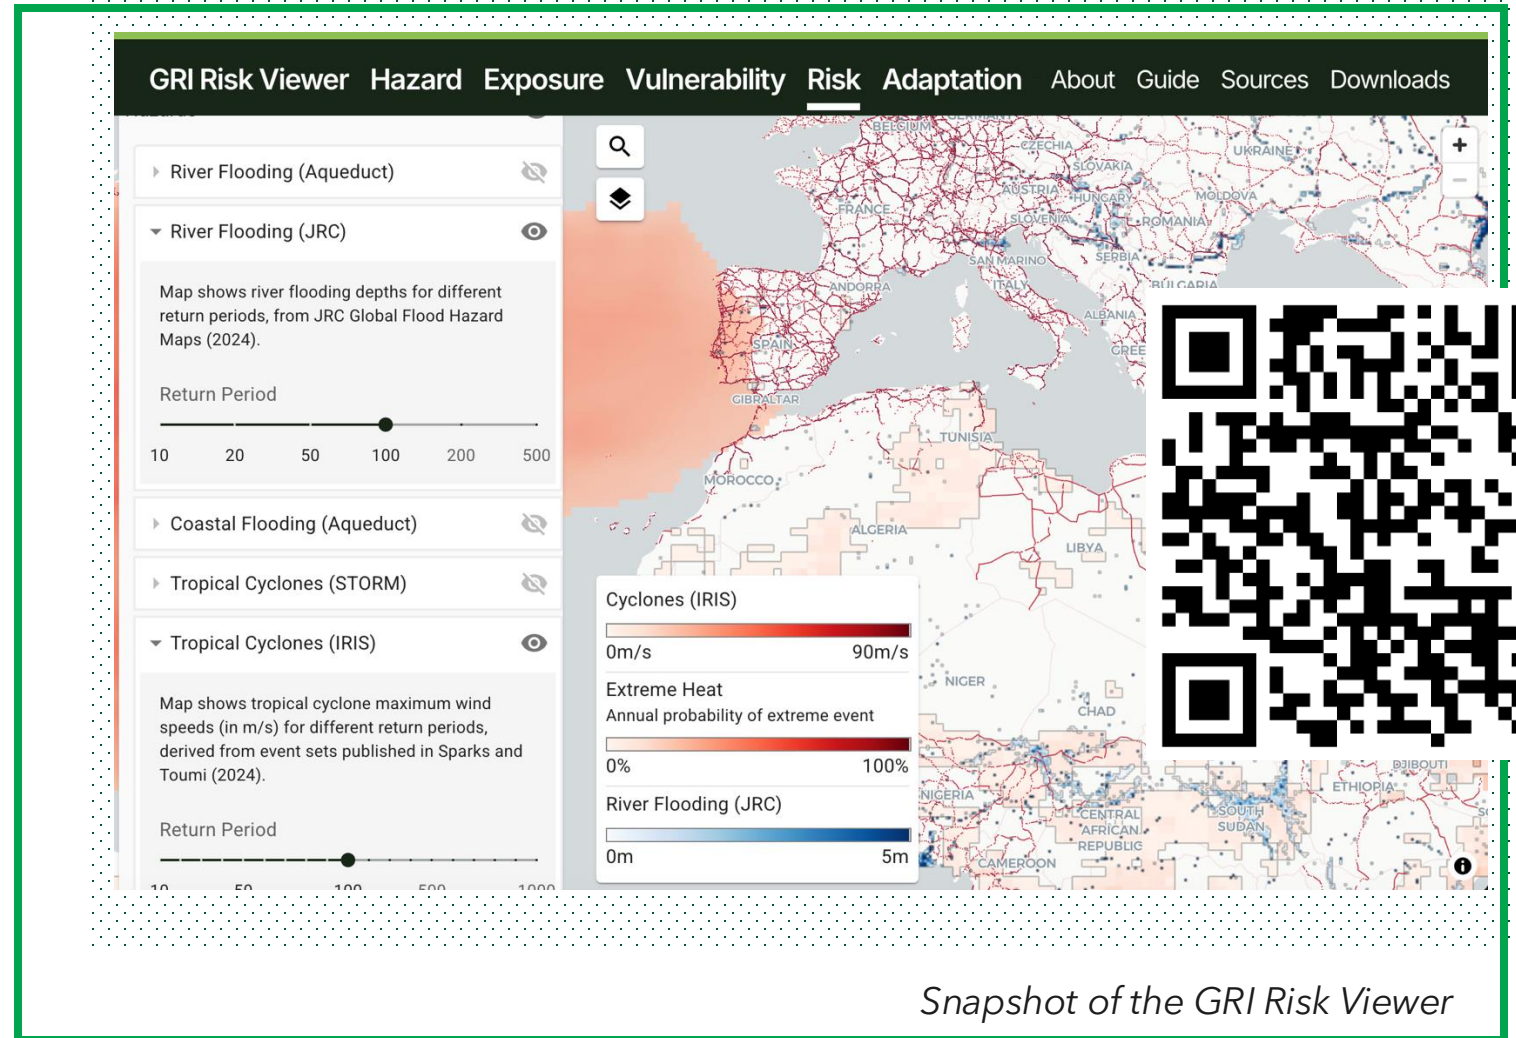 GRI Risk Viewer Hazard Exposure Vulnerability Risk Adaptation About Guide Sources Downloads
River Flooding (Aqueduct)
River Flooding (JRC)
Map shows river flooding depths for different
return periods, from JRC Global Flood Hazard
Maps (2024).
Return Period
10 20 50 100 200 500
Coastal Flooding (Aqueduct)
Tropical Cyclones (STORM)
Tropical Cyclones (IRIS)
Map shows tropical cyclone maximum wind
speeds (in m/s) for different return periods,
derived from event sets published in Sparks and
Toumi (2024).
Return Period
10 50 100 500 1000
BELGIUM
CZECHIA
UKRAINE
SLOVAKIA
AUSTRIA
HUNGARY
MOLDOVA
FRANCE
SLOVENIA
ROMANIA
SAN MARINO
SERBIA
ANDORRA
ITALY
BULGARIA
ALBANIA
SPAIN
GREE
GIBRALTAR
TUNISIA
MOROCCO
ALGERIA
LIBYA
NIGER
CHAD
DJIBOUTI
NIGERIA
ETHIOPIA
CENTRAL
AFRICAN
REPUBLIC
SOUTH
SUDAN
CAMEROON
Cyclones (IRIS)
0m/s 90m/s
Extreme Heat
Annual probability of extreme event
0% 100%
River Flooding (JRC)
0m 5m
Snapshot of the GRI Risk Viewer